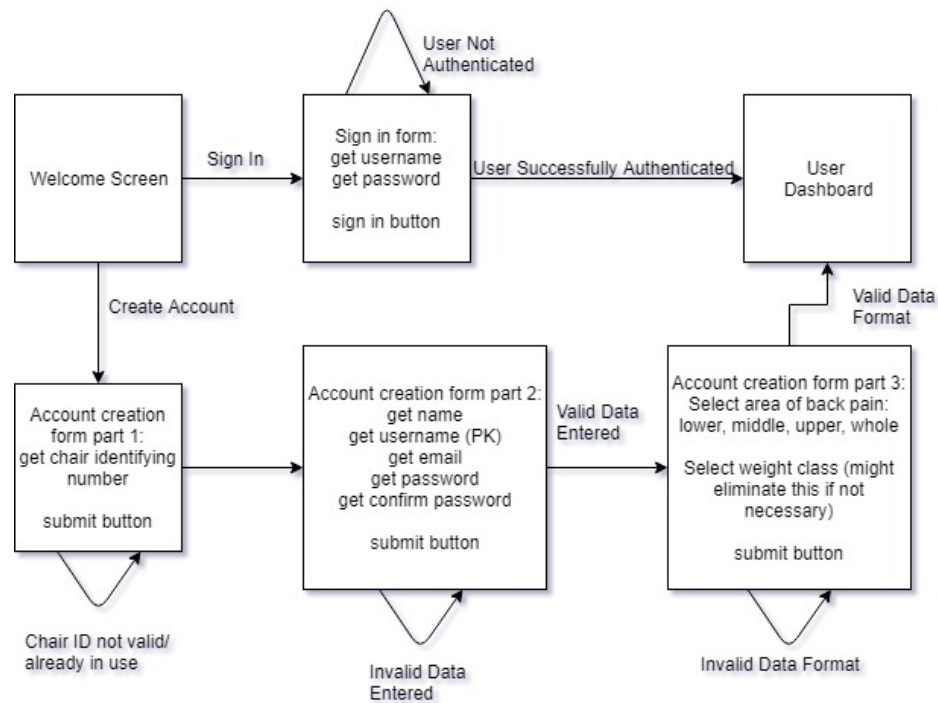 User Not
Authenticated
Welcome Screen
Sign In
Sign in form:
get username
get password
sign in button
User Successfully Authenticated
User
Dashboard
Create Account
Valid Data
Format
Account creation
form part 1:
get chair identifying
number
submit button
Account creation form part 2:
get name
get username (PK)
get email
get password
get confirm password
submit button
Valid Data
Entered
Account creation form part 3:
Select area of back pain:
lower, middle, upper, whole
Select weight class (might
eliminate this if not
necessary)
submit button
Chair ID not valid/
already in use
Invalid Data
Entered
Invalid Data Format